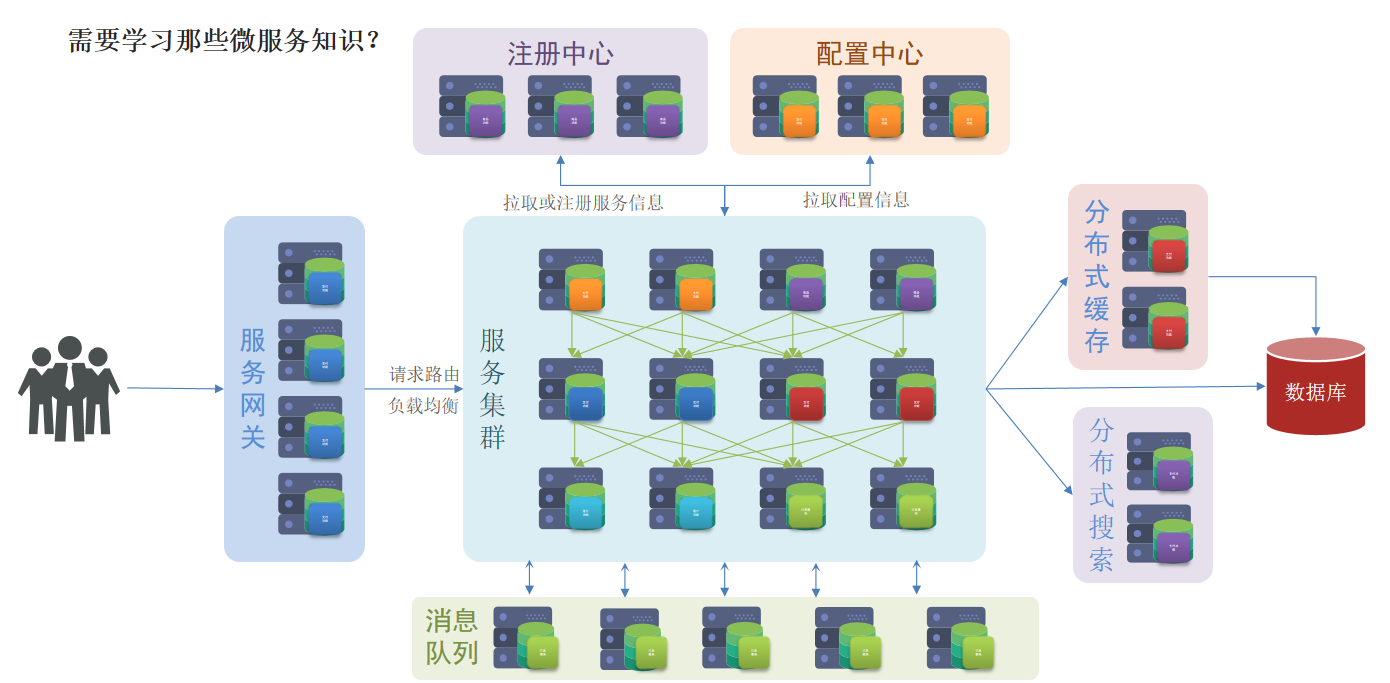 需要学习那些微服务知识？
注册中心
配置中心
拉取或注册服务信息
拉取配置信息
服务网关
请求路由
负载均衡
服务集群
分布式缓存
数据库
分布式搜索
消息
队列